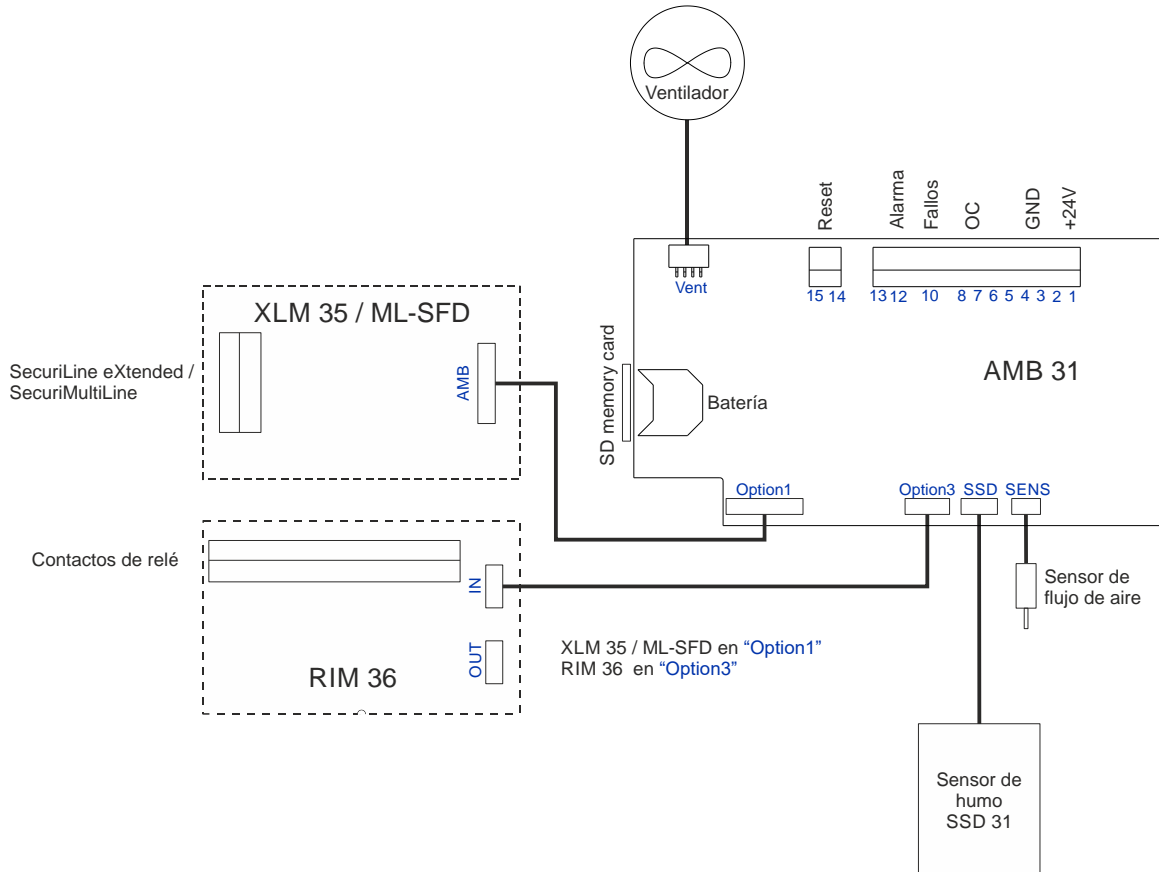 Ventilador
Reset
Alarma
Fallos
OC
GND
+24V
Vent
15 14
13 12 10 8 7 6 5 4 3 2 1
AMB 31
SD memory card
Batería
Option1
Option3
SSD
SENS
XLM 35 / ML-SFD
AMB
SecuriLine eXtended /
SecuriMultiLine
Contactos de relé
IN
OUT
RIM 36
XLM 35 / ML-SFD en “Option1”
RIM 36 en “Option3”
Sensor de
flujo de aire
Sensor de
humo
SSD 31